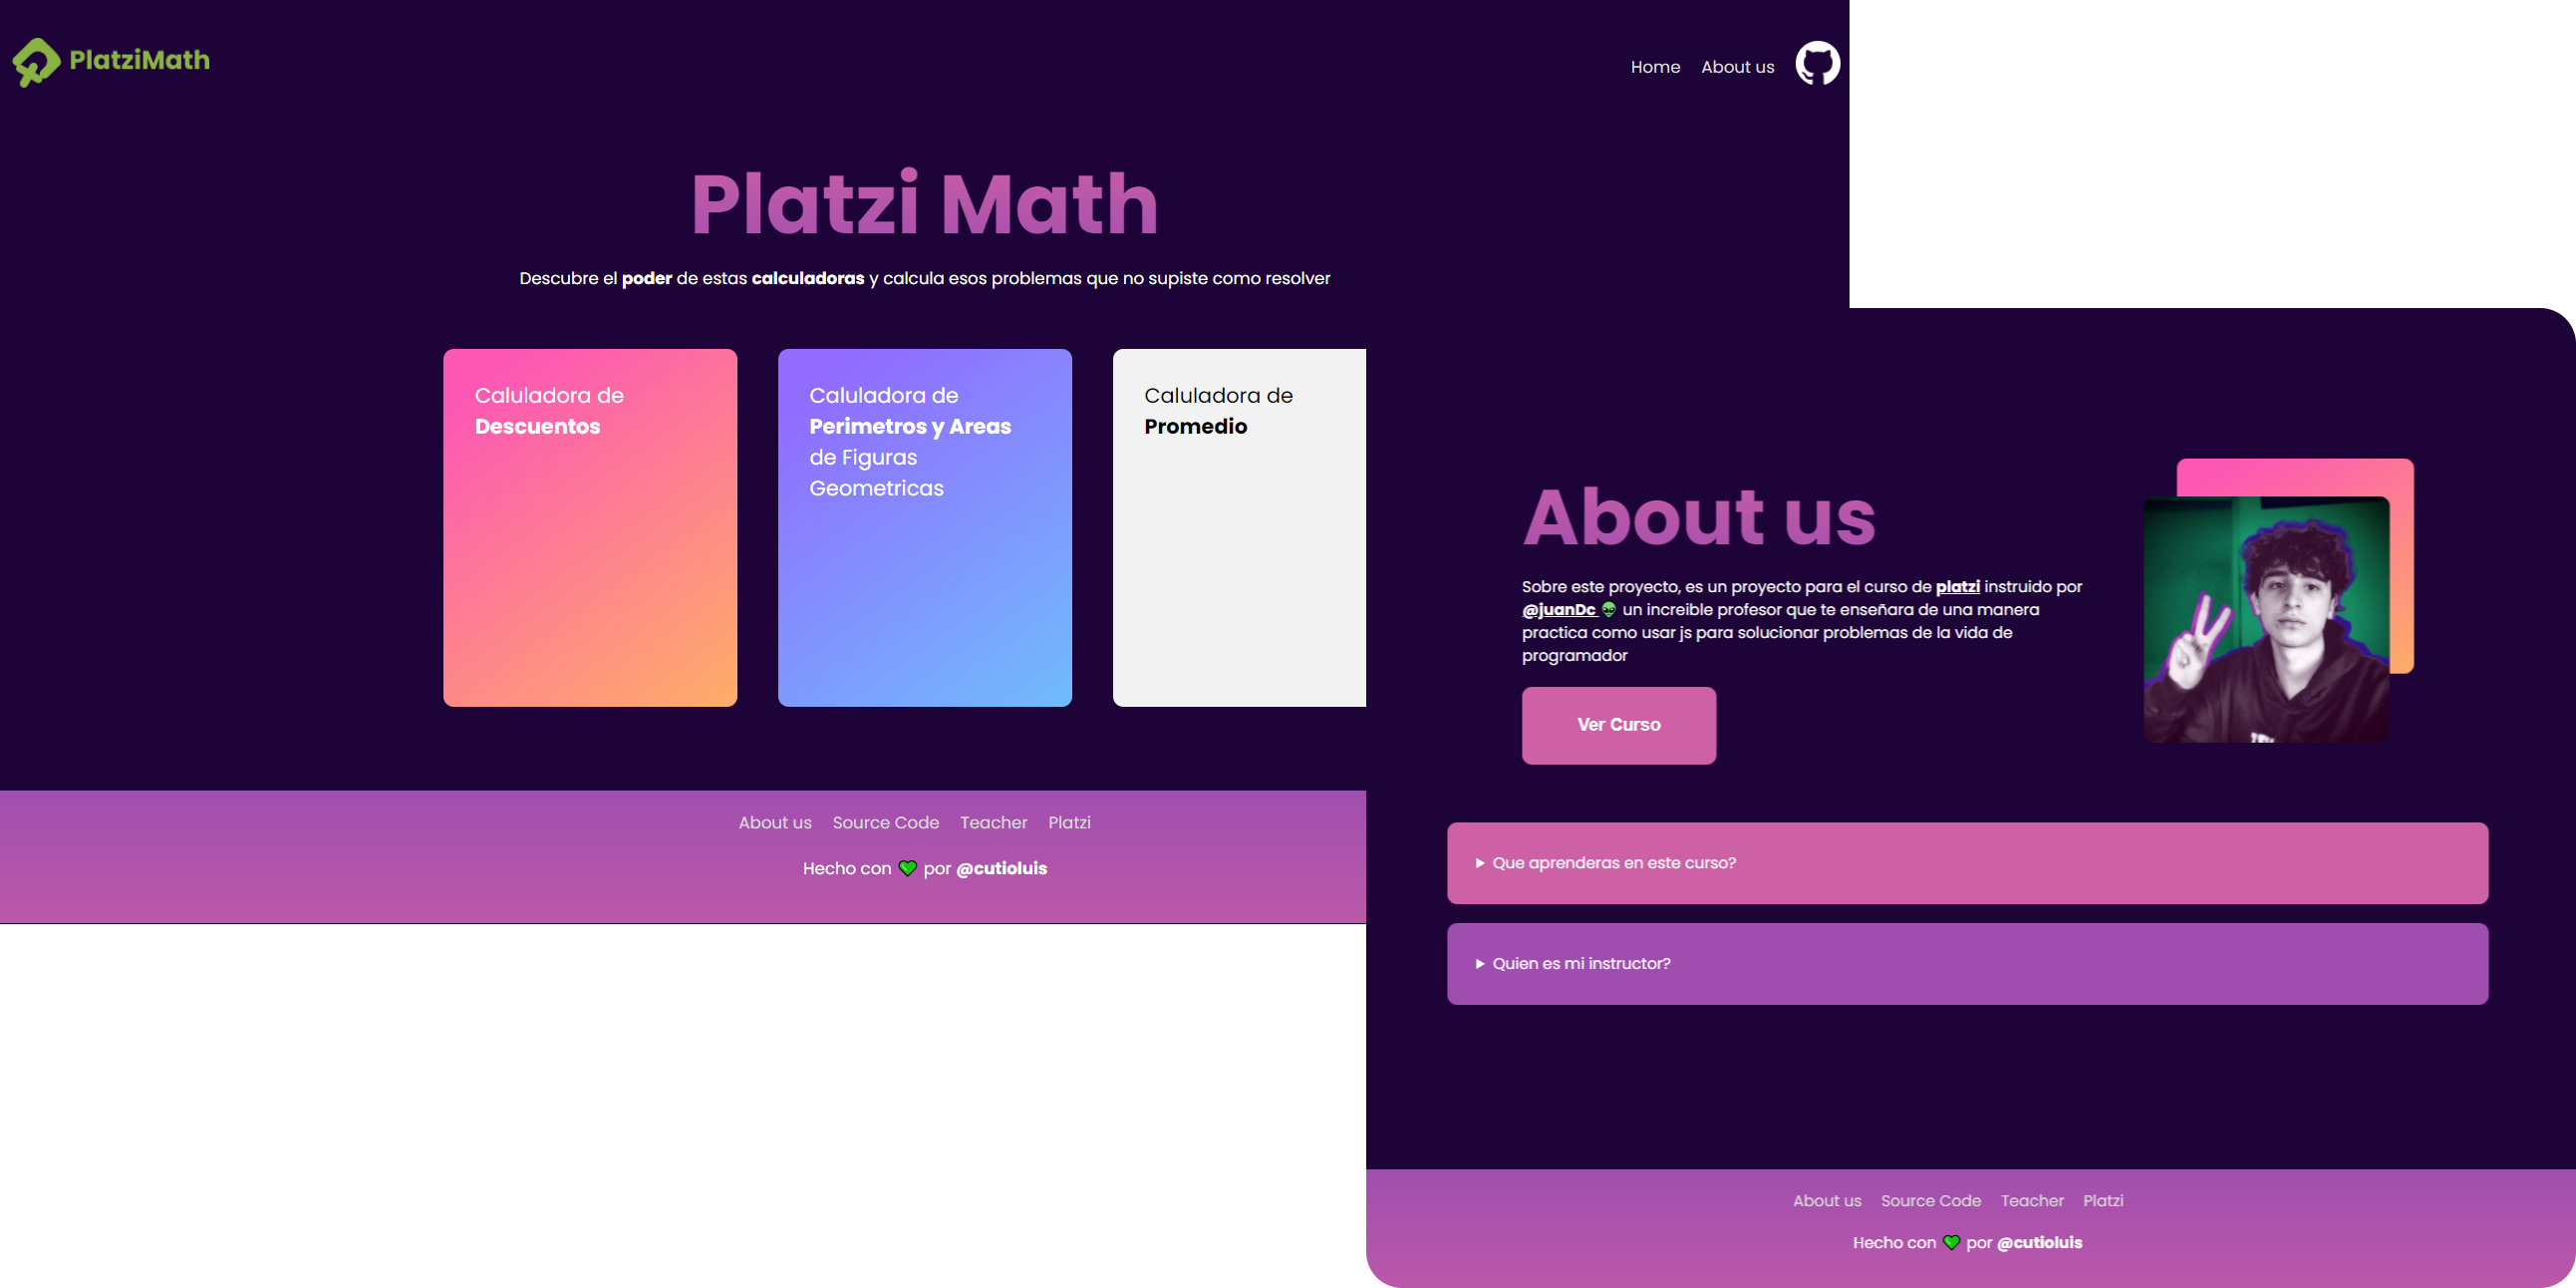 PlatziMath
Home About us
Platzi Math
Descubre el poder de estas calculadoras y calcula esos problemas que no supiste como resolver
Caluladora de
Descuentos
Caluladora de
Perimetros y Areas
de Figuras
Geometricas
Caluladora de
Promedio
About us Source Code Teacher Platzi
Hecho con 💚 por @cutioluis
About us
Sobre este proyecto, es un proyecto para el curso de platzi instruido por
@juanDc 👽 un increible profesor que te enseñara de una manera
practica como usar js para solucionar problemas de la vida de
programador
Ver Curso
Que aprenderas en este curso?
Quien es mi instructor?
About us Source Code Teacher Platzi
Hecho con 💚 por @cutioluis